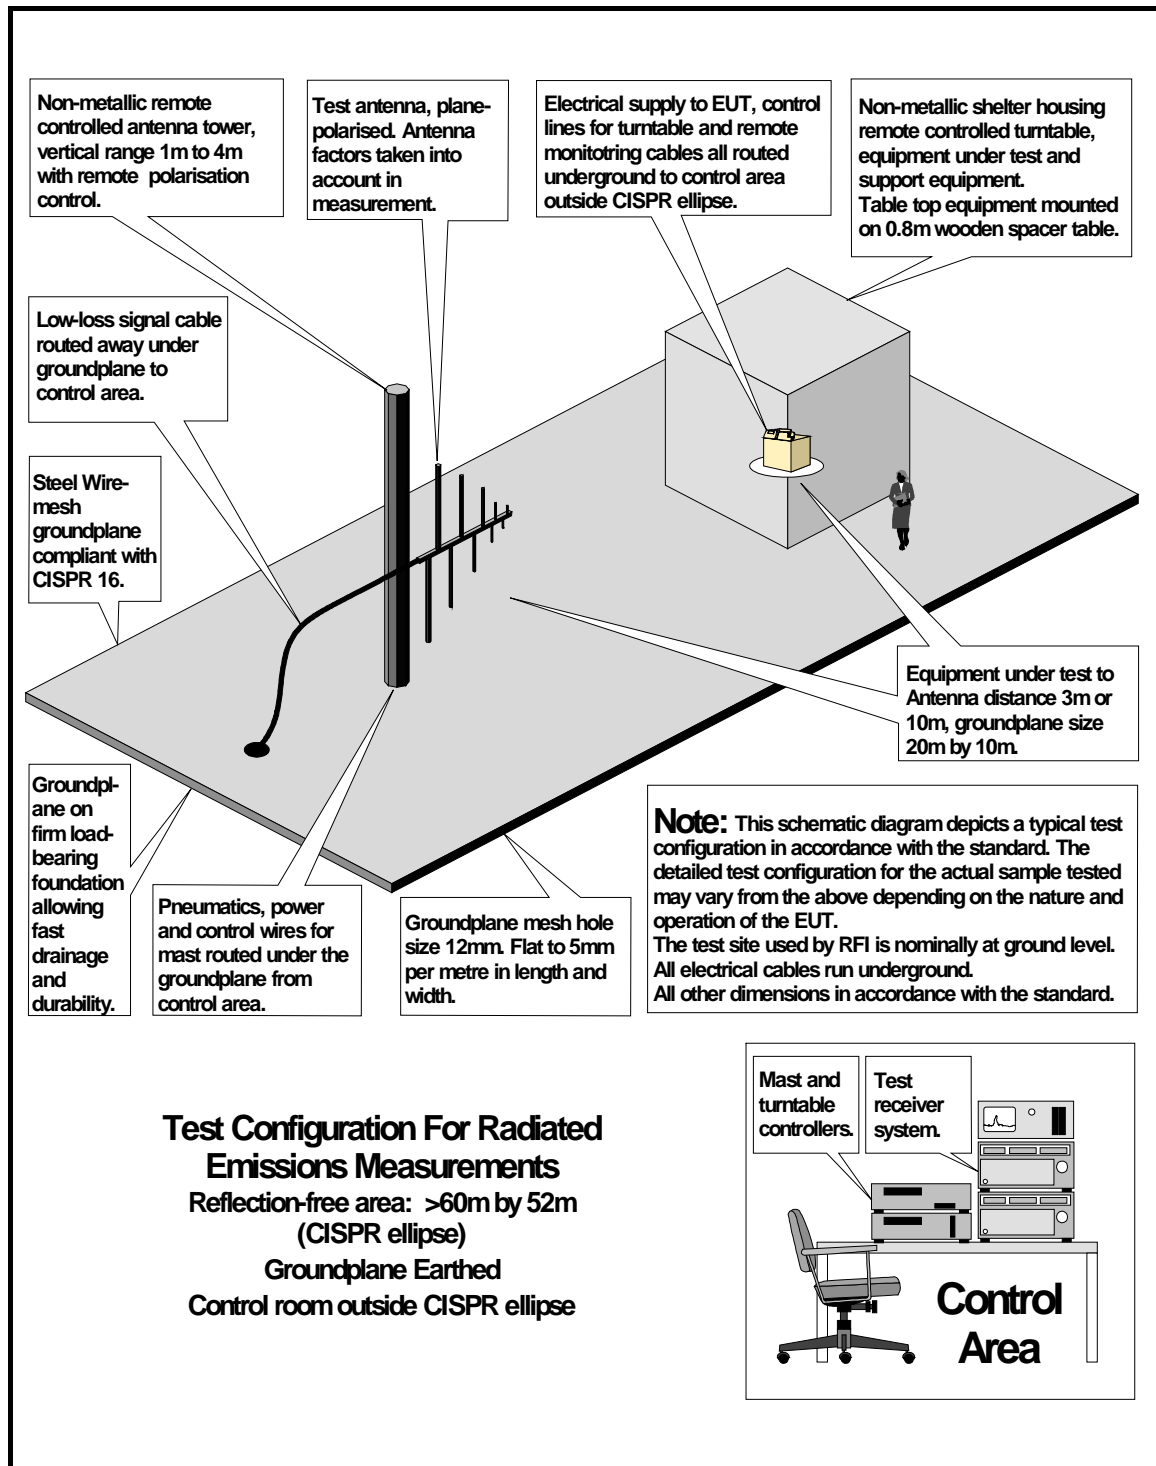 Non-metallic remote
controlled antenna tower,
vertical range 1m to 4m
with remote polarisation
control.
Test antenna, plane-
polarised. Antenna
factors taken into
account in
measurement.
Electrical supply to EUT, control
lines for turntable and remote
monitotring cables all routed
underground to control area
outside CISPR ellipse.
Non-metallic shelter housing
remote controlled turntable,
equipment under test and
support equipment.
Table top equipment mounted
on 0.8m wooden spacer table.
Low-loss signal cable
routed away under
groundplane to
control area.
Steel Wire-
mesh
groundplane
compliant with
CISPR 16.
Equipment under test to
Antenna distance 3m or
10m, groundplane size
20m by 10m.
Groundpl-
ane on
firm load-
bearing
foundation
allowing
fast
drainage
and
durability.
Pneumatics, power
and control wires for
mast routed under the
groundplane from
control area.
Groundplane mesh hole
size 12mm. Flat to 5mm
per metre in length and
width.
Note: This schematic diagram depicts a typical test
configuration in accordance with the standard. The
detailed test configuration for the actual sample tested
may vary from the above depending on the nature and
operation of the EUT.
The test site used by RFI is nominally at ground level.
All electrical cables run underground.
All other dimensions in accordance with the standard.
Test Configuration For Radiated
Emissions Measurements
Reflection-free area: >60m by 52m
(CISPR ellipse)
Groundplane Earthed
Control room outside CISPR ellipse
Mast and
turntable
controllers.
Test
receiver
system.
Control
Area